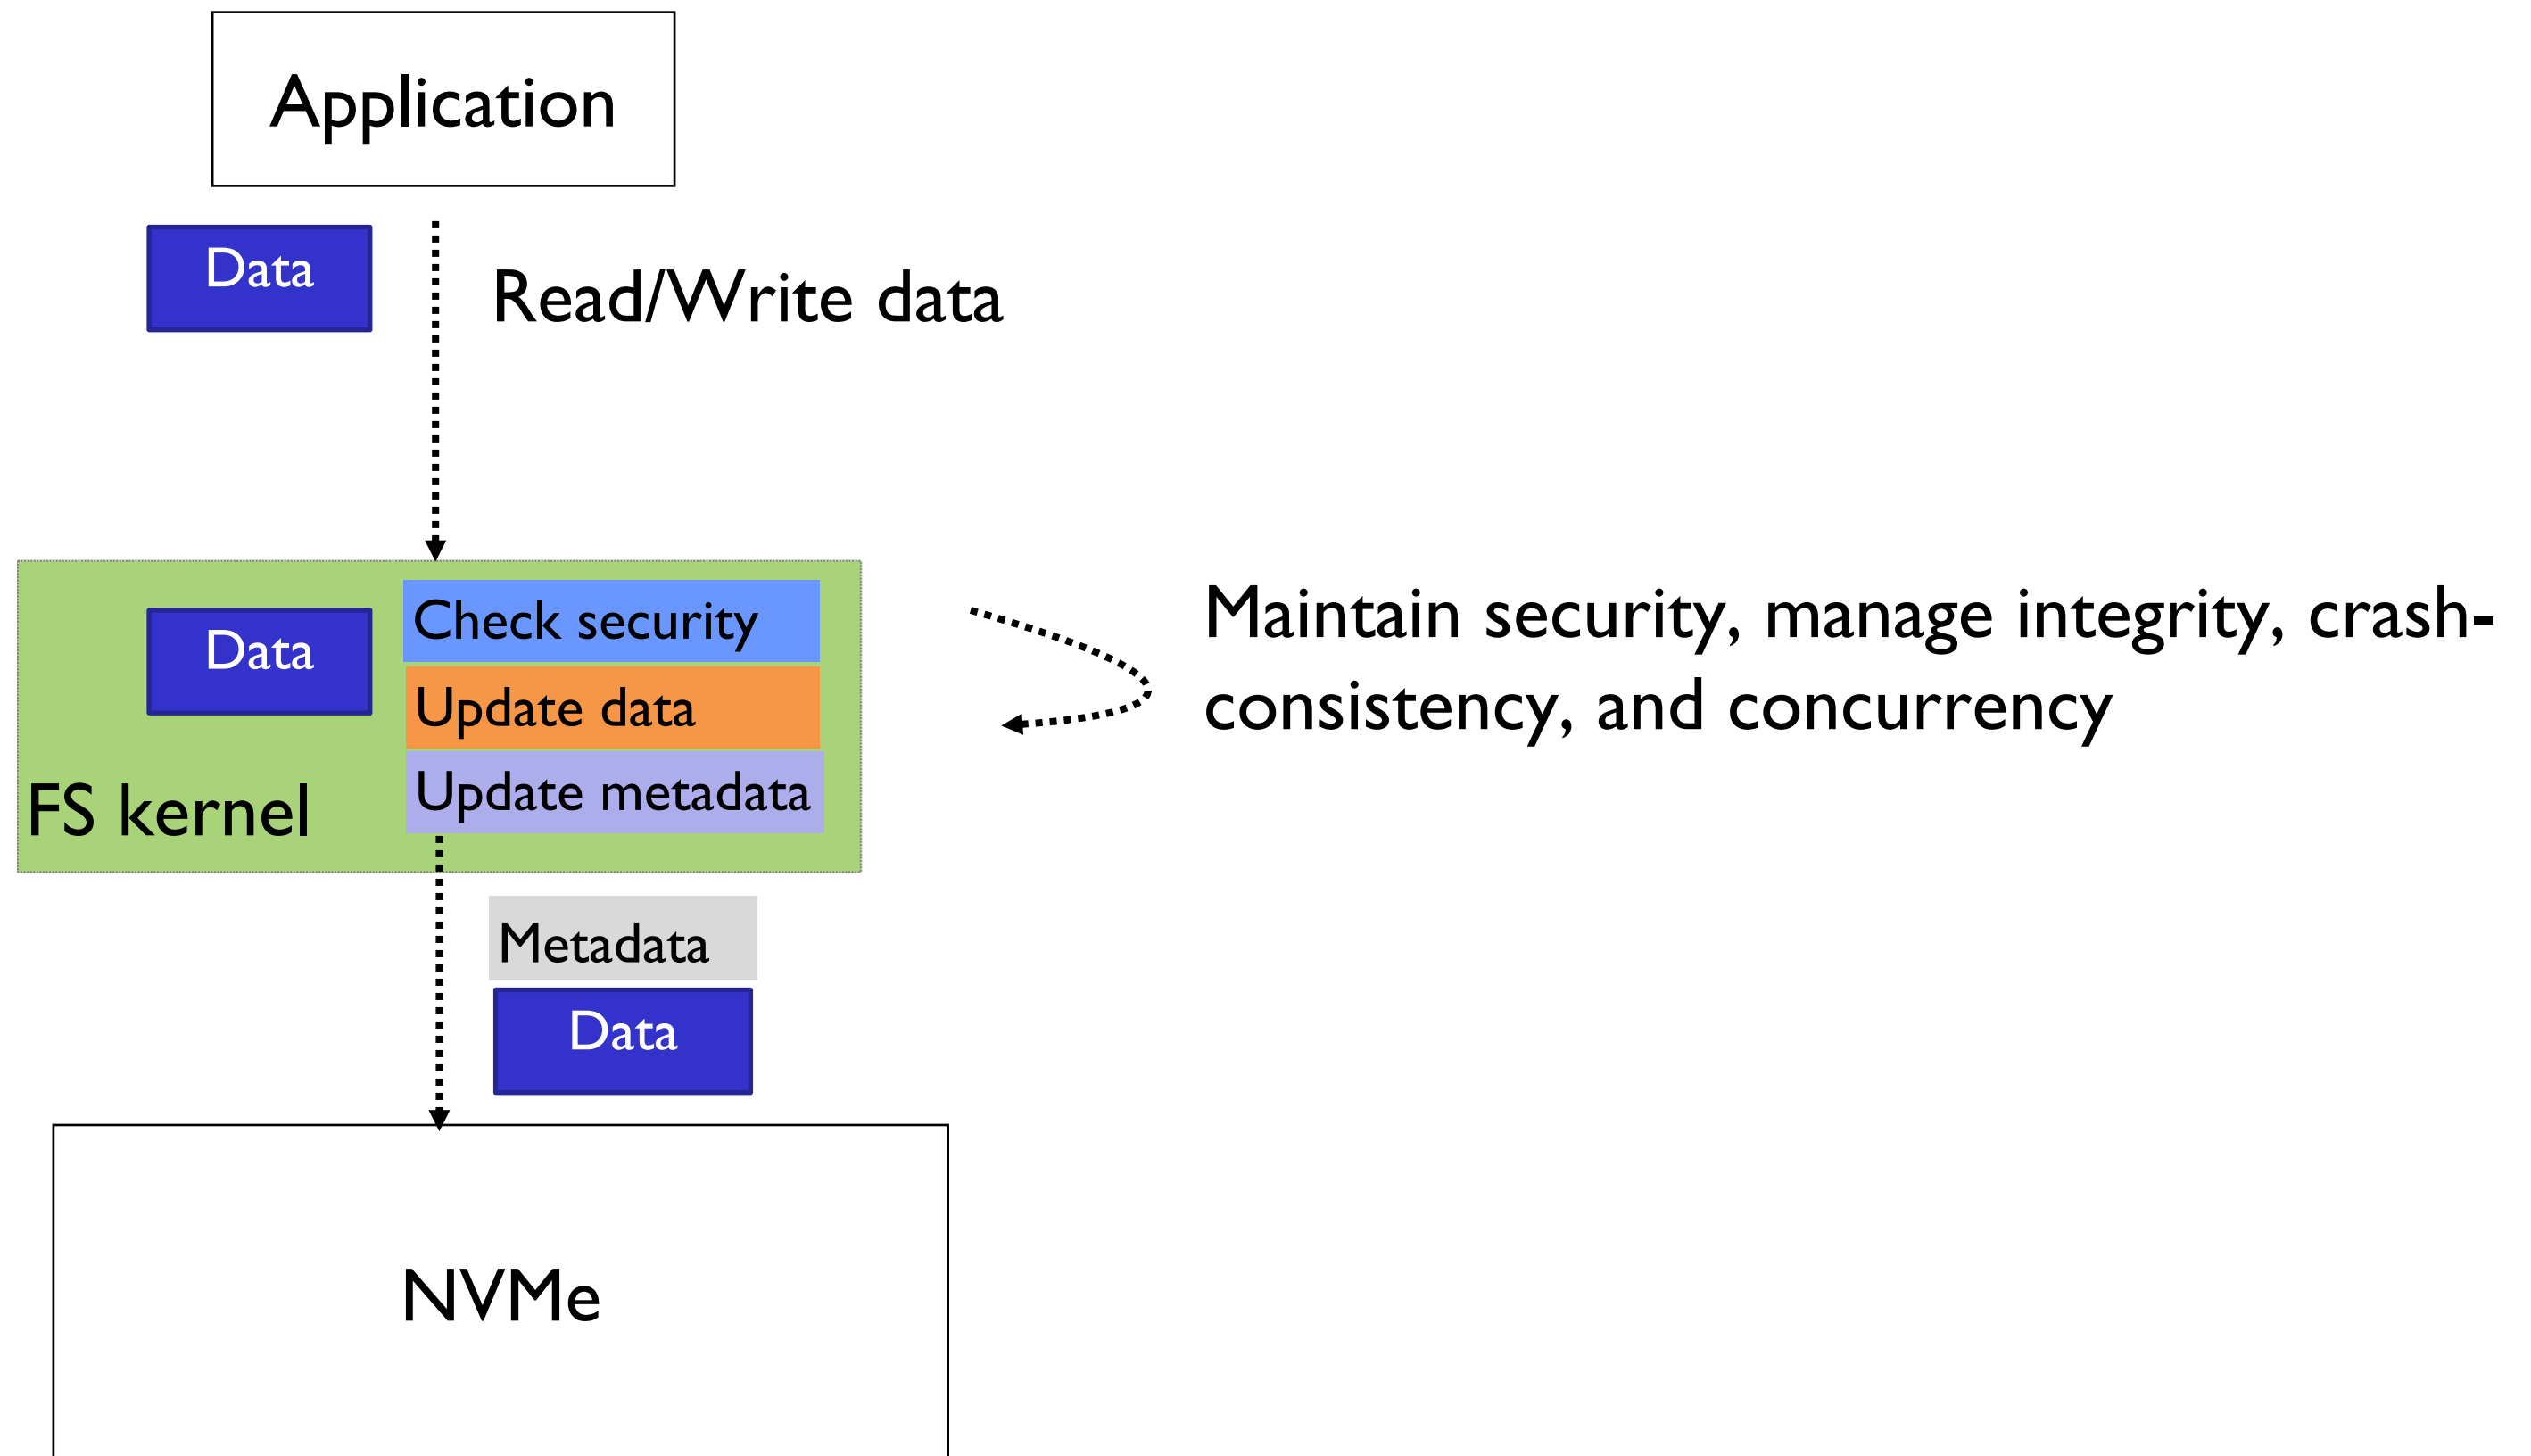 Application
Data
Read/Write data
Check security
Data
Update data
Update metadata
FS kernel
Maintain security, manage integrity, crash-
consistency, and concurrency
Metadata
Data
NVMe